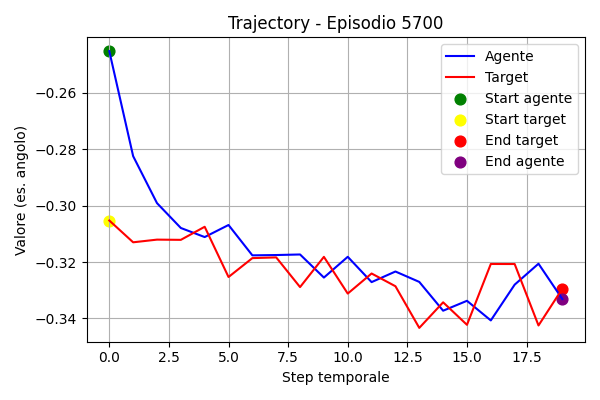 Trajectory - Episodio 5700
Agente
Target
Start agente
Start target
End target
End agente
Valore (es. angolo)
−0.26
−0.28
−0.30
−0.32
−0.34
0.0 2.5 5.0 7.5 10.0 12.5 15.0 17.5
Step temporale